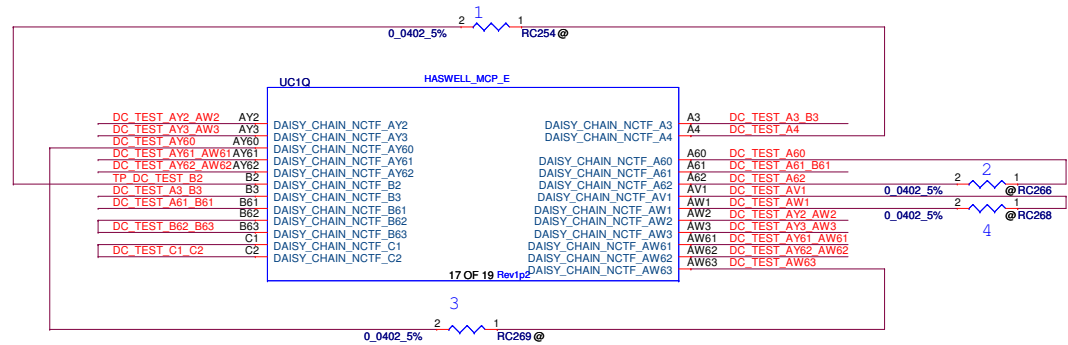 1
2 1
0_0402_5% RC254 @
UC1Q HASWELL_MCP_E
DC_TEST_AY2_AW2 AY2 DAISY_CHAIN_NCTF_AY2
DC_TEST_AY3_AW3 AY3 DAISY_CHAIN_NCTF_AY3
DC_TEST_AY60 AY60 DAISY_CHAIN_NCTF_AY60
DC_TEST_AY61_AW61 AY61 DAISY_CHAIN_NCTF_AY61
DC_TEST_AY62_AW62 AY62 DAISY_CHAIN_NCTF_AY62
TP_DC_TEST_B2 B2 DAISY_CHAIN_NCTF_B2
DC_TEST_A3_B3 B3 DAISY_CHAIN_NCTF_B3
DC_TEST_A61_B61 B61 DAISY_CHAIN_NCTF_B61
B62 DAISY_CHAIN_NCTF_B62
DC_TEST_B62_B63 B63 DAISY_CHAIN_NCTF_B63
C1 DAISY_CHAIN_NCTF_C1
DC_TEST_C1_C2 C2 DAISY_CHAIN_NCTF_C2
DAISY_CHAIN_NCTF_A3 A3 DC_TEST_A3_B3
DAISY_CHAIN_NCTF_A4 A4 DC_TEST_A4
DAISY_CHAIN_NCTF_A60 A60 DC_TEST_A60
DAISY_CHAIN_NCTF_A61 A61 DC_TEST_A61_B61
DAISY_CHAIN_NCTF_A62 A62 DC_TEST_A62
DAISY_CHAIN_NCTF_AV1 AV1 DC_TEST_AV1
DAISY_CHAIN_NCTF_AW1 AW1 DC_TEST_AW1
DAISY_CHAIN_NCTF_AW2 AW2 DC_TEST_AY2_AW2
DAISY_CHAIN_NCTF_AW3 AW3 DC_TEST_AY3_AW3
DAISY_CHAIN_NCTF_AW61 AW61 DC_TEST_AY61_AW61
DAISY_CHAIN_NCTF_AW62 AW62 DC_TEST_AY62_AW62
DAISY_CHAIN_NCTF_AW63 AW63 DC_TEST_AW63
17 OF 19 Rev1p2
2
2 1
0_0402_5% @ RC266
2 1
0_0402_5% @ RC268
4
3
2 1
0_0402_5% RC269 @